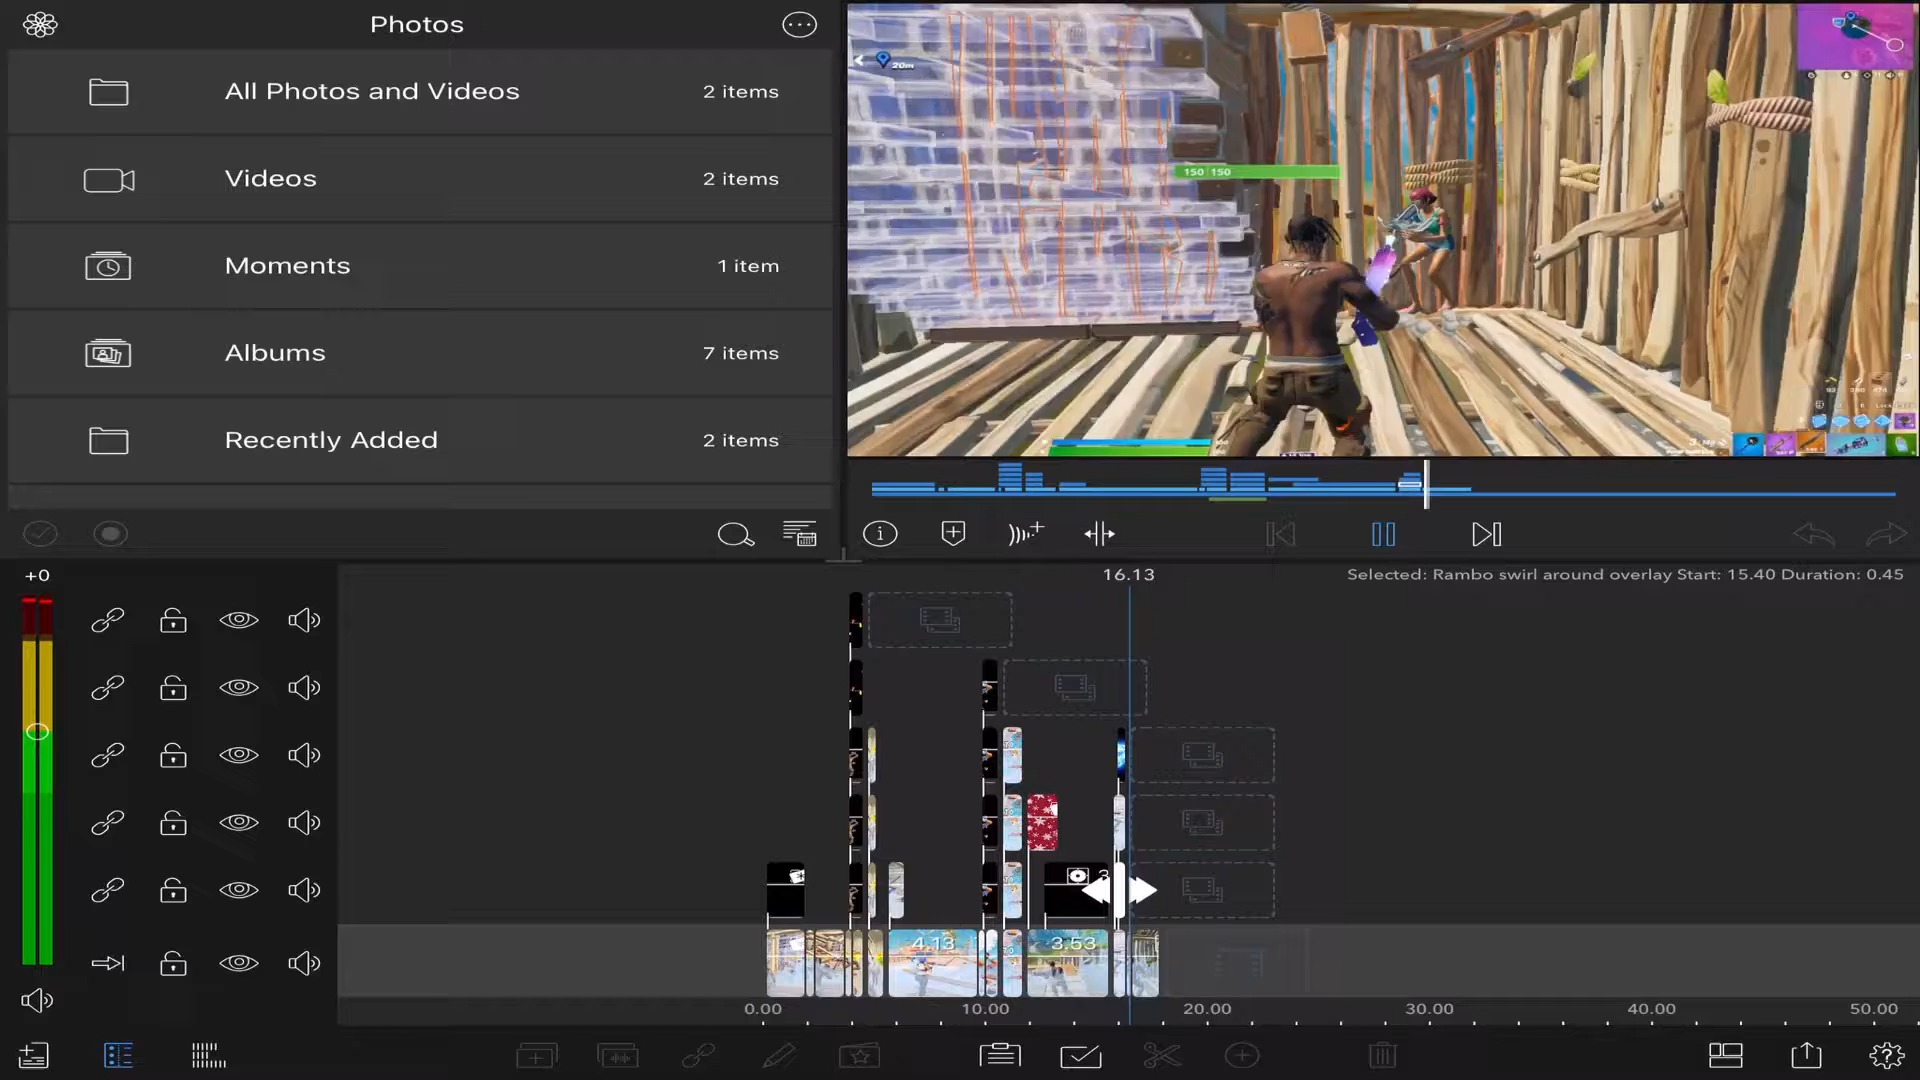 Photos
All Photos and Videos 2 items
Videos 2 items
Moments 1 item
Albums 7 items
Recently Added 2 items
20m
150 150
+0
16.13
Selected: Rambo swirl around overlay Start: 15.40 Duration: 0.45
3
4.13
3.53
0.00 10.00 20.00 30.00 40.00 50.00